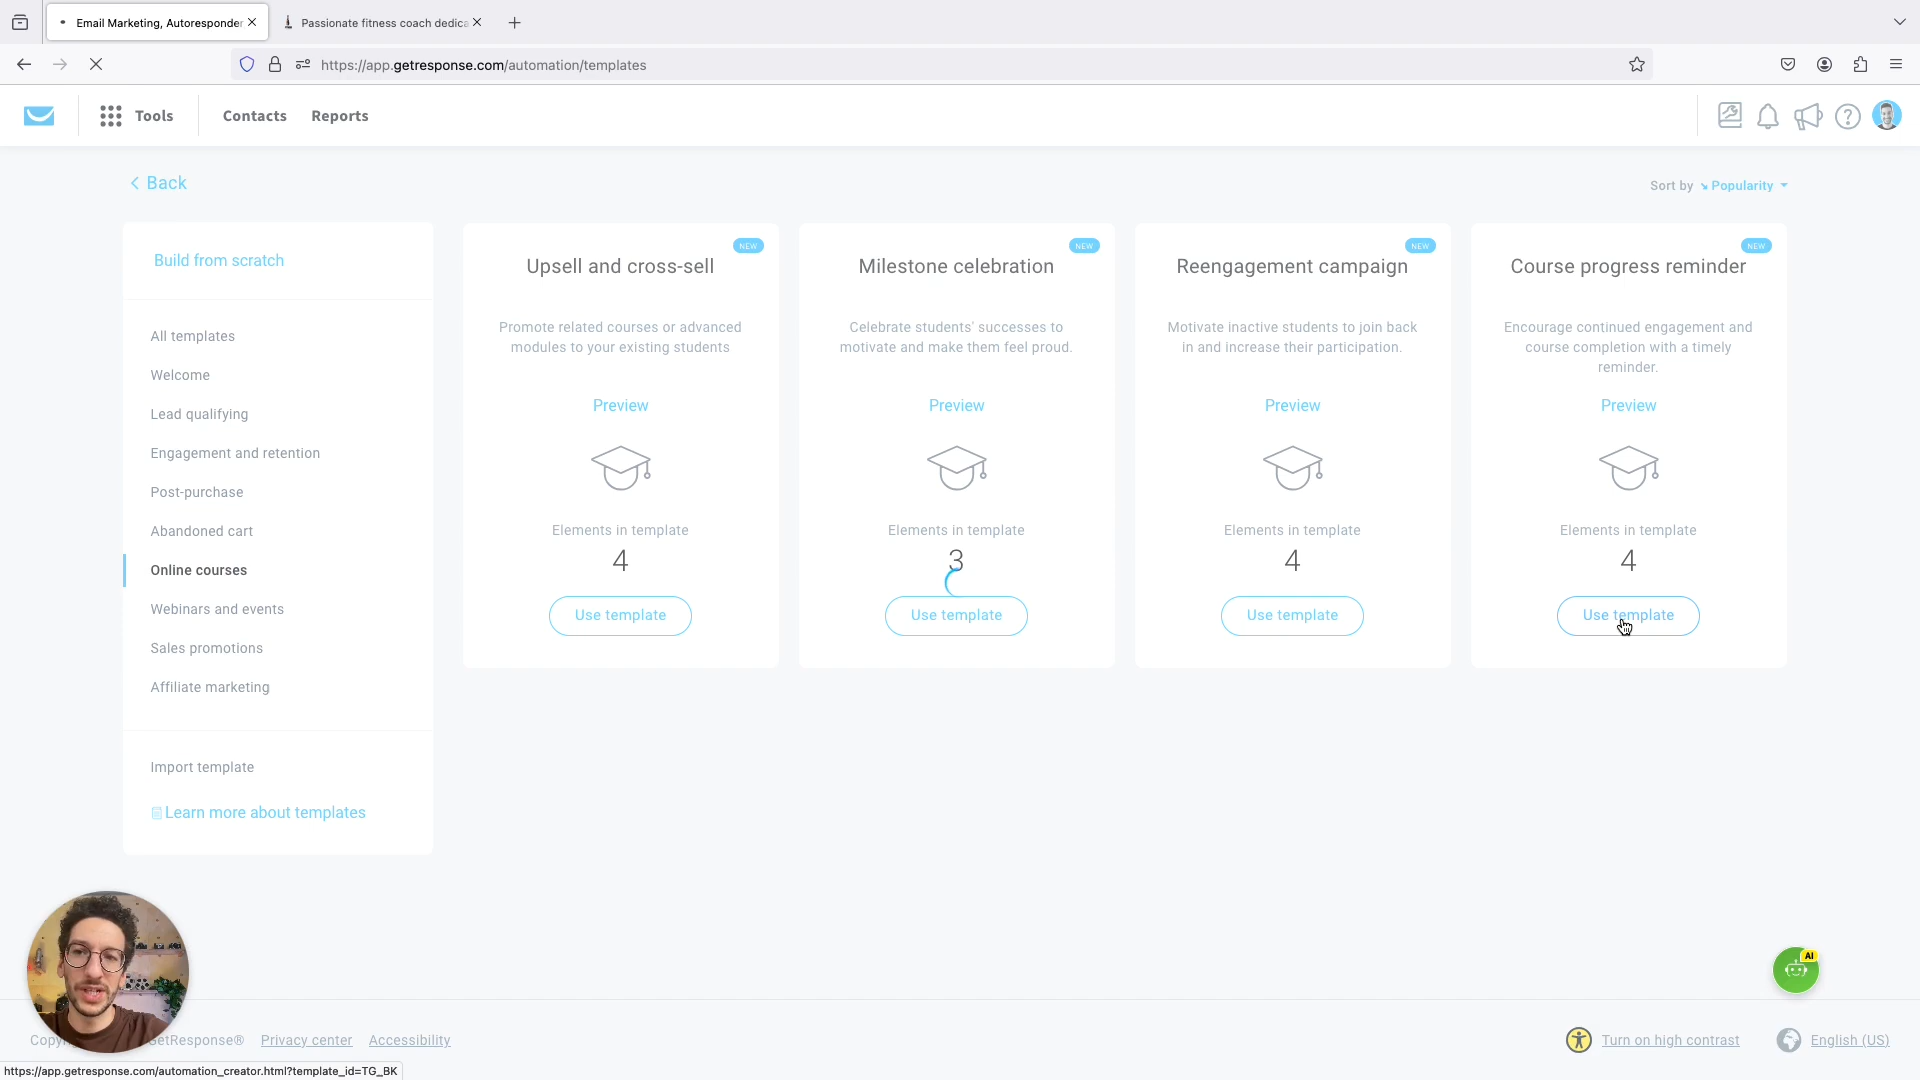 Email Marketing, Autoresponder
Passionate fitness coach dedica
https://app.getresponse.com/automation/templates
Tools
Contacts
Reports
Back
Sort by
Popularity
Build from scratch
All templates
Welcome
Lead qualifying
Engagement and retention
Post-purchase
Abandoned cart
Online courses
Webinars and events
Sales promotions
Affiliate marketing
Import template
Learn more about templates
NEW
Upsell and cross-sell
Promote related courses or advanced
modules to your existing students
Preview
Elements in template
4
Use template
NEW
Milestone celebration
Celebrate students' successes to
motivate and make them feel proud.
Preview
Elements in template
3
Use template
NEW
Reengagement campaign
Motivate inactive students to join back
in and increase their participation.
Preview
Elements in template
4
Use template
NEW
Course progress reminder
Encourage continued engagement and
course completion with a timely
reminder.
Preview
Elements in template
4
Use template
AI
GetResponse®
Privacy center
Accessibility
Turn on high contrast
English (US)
https://app.getresponse.com/automation_creator.html?template_id=TG_BK